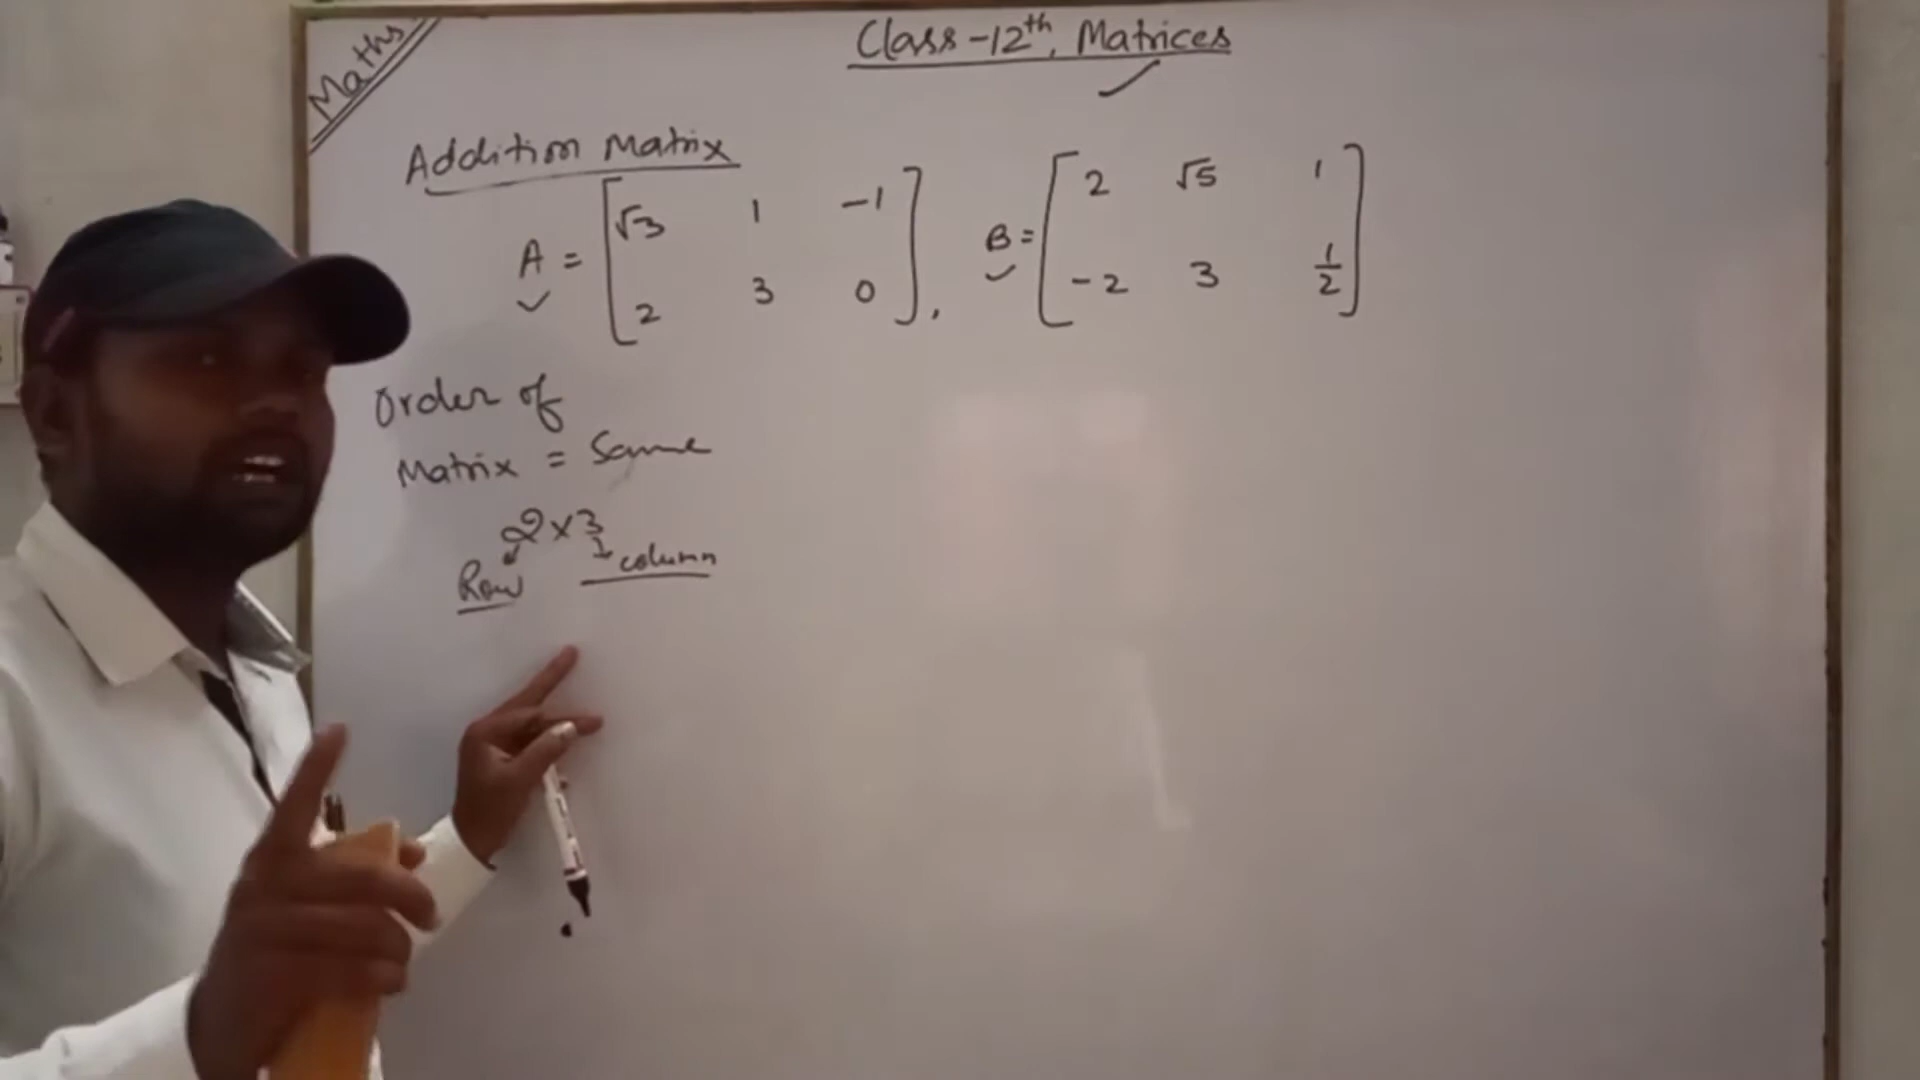 Maths
Class-12th, Matrices
Addition Matrix
A = [√3 1 -1
2 3 0], B = [2 √5 1
-2 3 1/2]
Order of
Matrix = Same
2×3
Row column